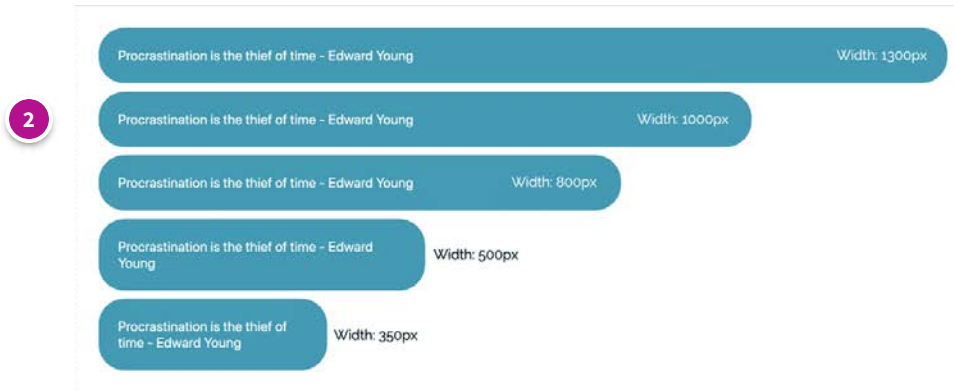 Procrastination is the thief of time - Edward Young Width: 1300px
2
Procrastination is the thief of time - Edward Young Width: 1000px
Procrastination is the thief of time - Edward Young Width: 800px
Procrastination is the thief of time - Edward
Young
Width: 500px
Procrastination is the thief of
time - Edward Young
Width: 350px